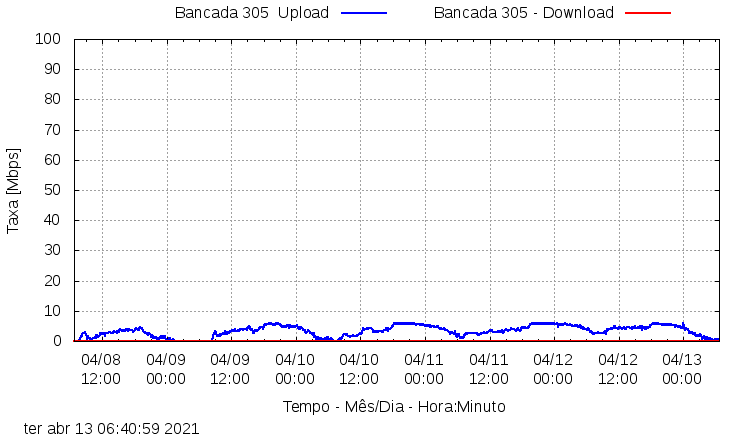 Bancada 305  Upload
Bancada 305 - Download
100
90
80
70
60
50
40
30
20
10
0
Taxa [Mbps]
04/08 04/09 04/09 04/10 04/10 04/11 04/11 04/12 04/12 04/13
12:00 00:00 12:00 00:00 12:00 00:00 12:00 00:00 12:00 00:00
Tempo - Mês/Dia - Hora:Minuto
ter abr 13 06:40:59 2021